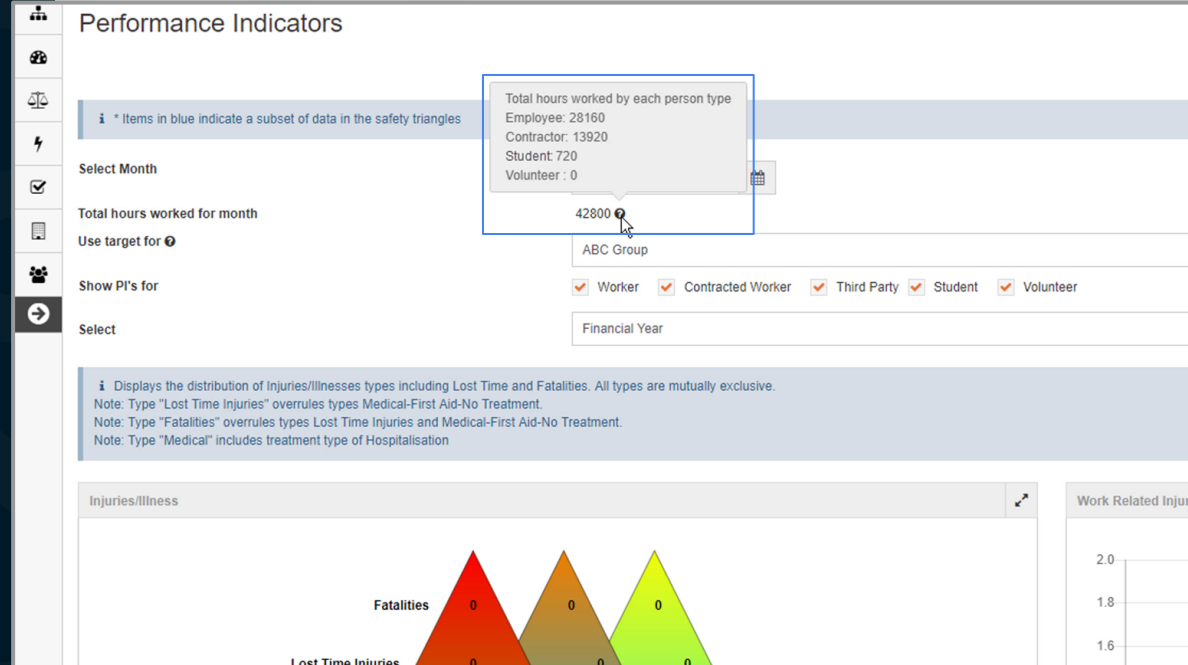 Performance Indicators
* Items in blue indicate a subset of data in the safety triangles
Total hours worked by each person type
Employee: 28160
Contractor: 13920
Student: 720
Volunteer : 0
Select Month
Total hours worked for month
42800
Use target for
ABC Group
Show PI's for
Worker Contracted Worker Third Party Student Volunteer
Select
Financial Year
Displays the distribution of Injuries/Illnesses types including Lost Time and Fatalities. All types are mutually exclusive.
Note: Type "Lost Time Injuries" overrules types Medical-First Aid-No Treatment.
Note: Type "Fatalities" overrules types Lost Time Injuries and Medical-First Aid-No Treatment.
Note: Type "Medical" includes treatment type of Hospitalisation
Injuries/Illness
Fatalities 0 0 0
Lost Time Injuries 0 0 0
Work Related Injur
2.0
1.8
1.6